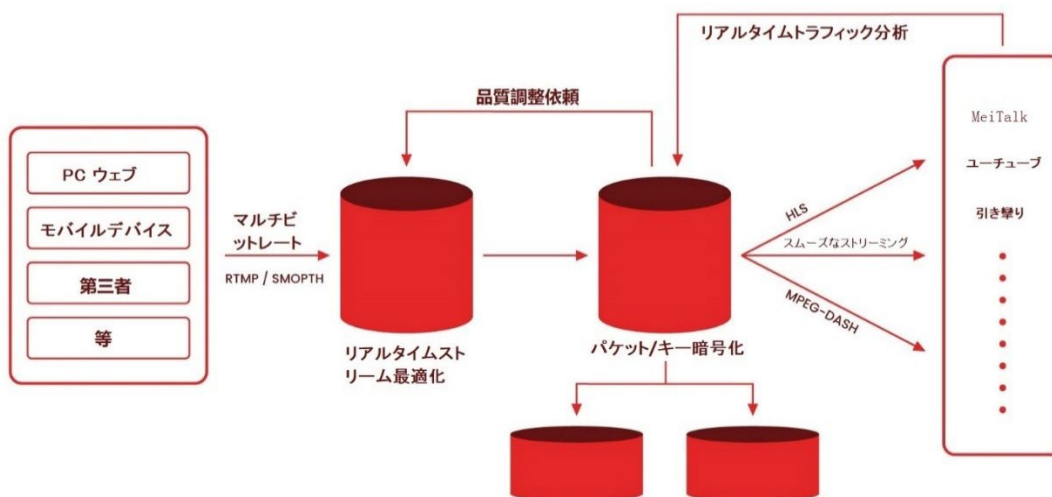 リアルタイムトラフィック分析
品質調整依頼
PC ウェブ
モバイルデバイス
第三者
等
マルチビ
ットレート
RTMP / SMOPTH
リアルタイムスト
リーム最適化
パケット/キー暗号化
HLS
スムーズなストリーミング
MPEG-DASH
MeiTalk
ユーチューブ
引き攣り